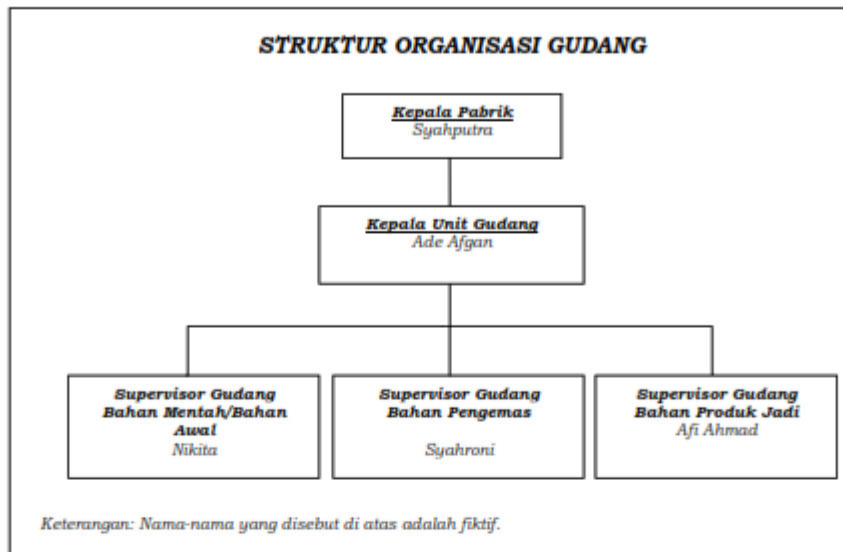 STRUKTUR ORGANISASI GUDANG
Kepala Pabrik
Syahputra
Kepala Unit Gudang
Ade Afgan
Supervisor Gudang
Bahan Mentah/Bahan
Awal
Nikita
Supervisor Gudang
Bahan Pengemas
Syahroni
Supervisor Gudang
Bahan Produk Jadi
Afi Ahmad
Keterangan: Nama-nama yang disebut di atas adalah fiktif.